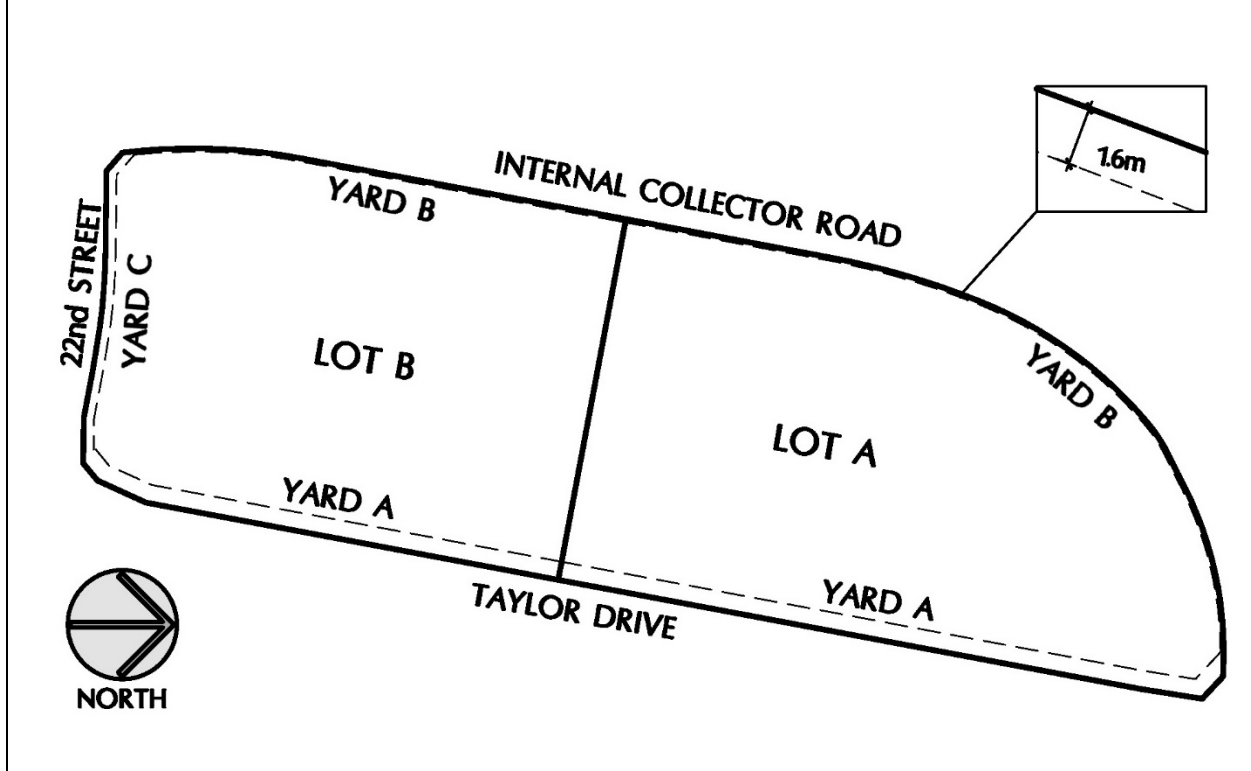 INTERNAL COLLECTOR ROAD
1.6m
YARD B
22nd STREET
YARD C
LOT B
YARD B
LOT A
YARD A
YARD A
TAYLOR DRIVE
NORTH